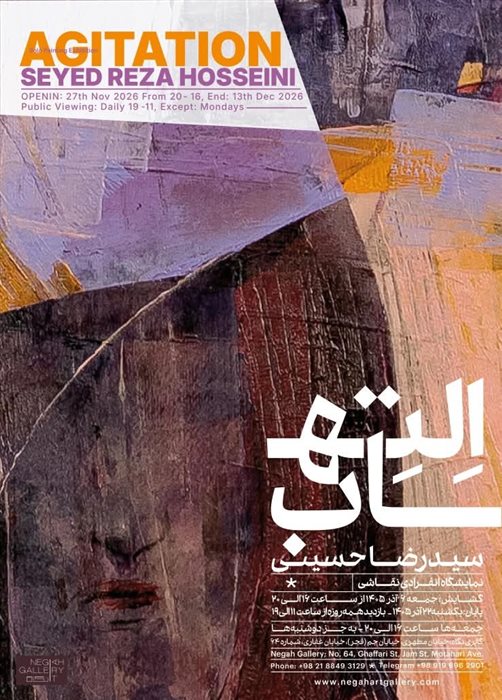 AGITATION
Solo Painting Exhibition
SEYED REZA HOSSEINI
OPENIN: 27th Nov 2026 From 20- 16, End: 13th Dec 2026
Public Viewing: Daily 19 -11, Except: Mondays
التهاب
سیدرضا حسینی
نمایشگاه انفرادی نقاشی
گشایش: جمعه ۶ آذر ۱۴۰۵ از ساعت ۱۶ الی ۲۰
پایان: یکشنبه ۲۲ آذر ۱۴۰۵- بازدید همه روزه از ساعت ۱۱ الی ۱۹
جمعه‌ها ساعت ۱۶ الی ۲۰ - به جز دوشنبه‌ها
گالری نگاه: خیابان مطهری، خیابان جم (فجر)، خیابان غفاری، شماره ۶۴
Negah Gallery: No, 64, Ghaffari St, Jam St. Motahari Ave.
Phone: +98 21 8849 3129 * Telegram +98 919 696 2901
www.negahartgallery.com
NEGAH
GALLERY
ART